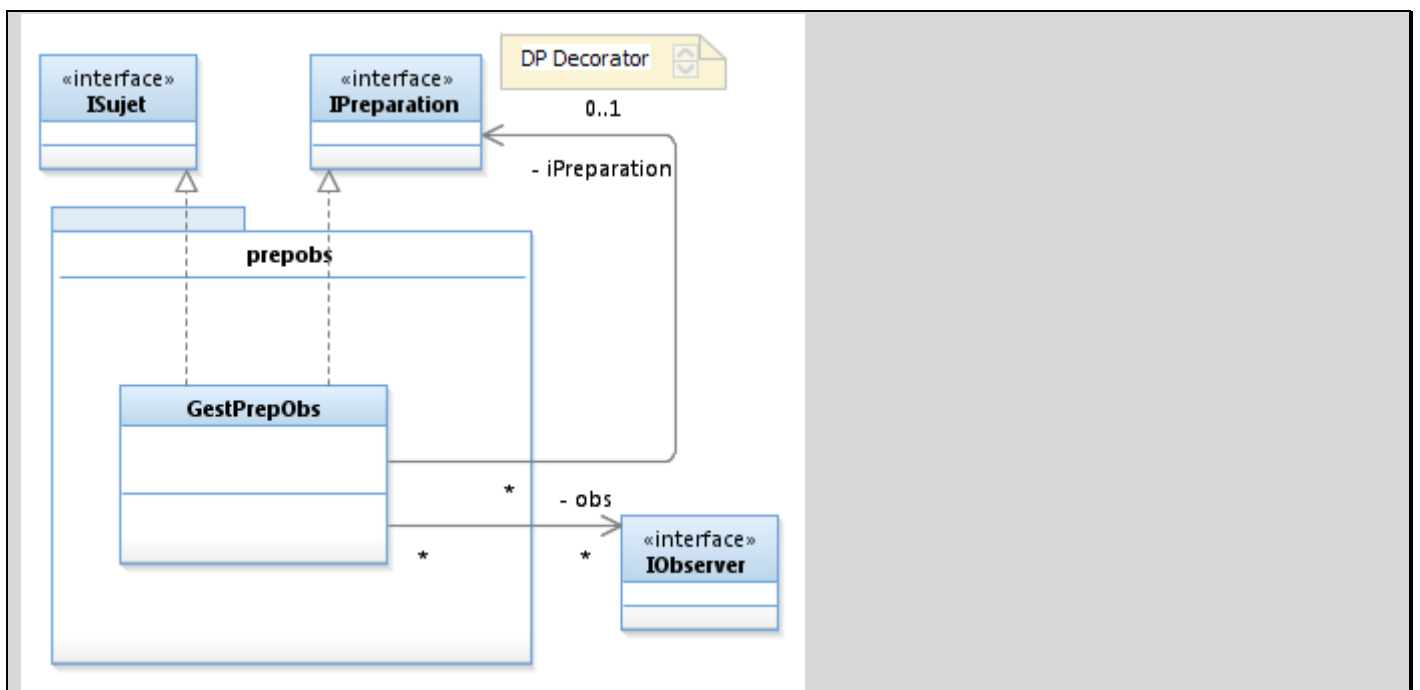 «interface»
ISujet
«interface»
IPreparation
DP Decorator
0..1
- iPreparation
prepobs
GestPrepObs
*
- obs
*
*
«interface»
IObserver